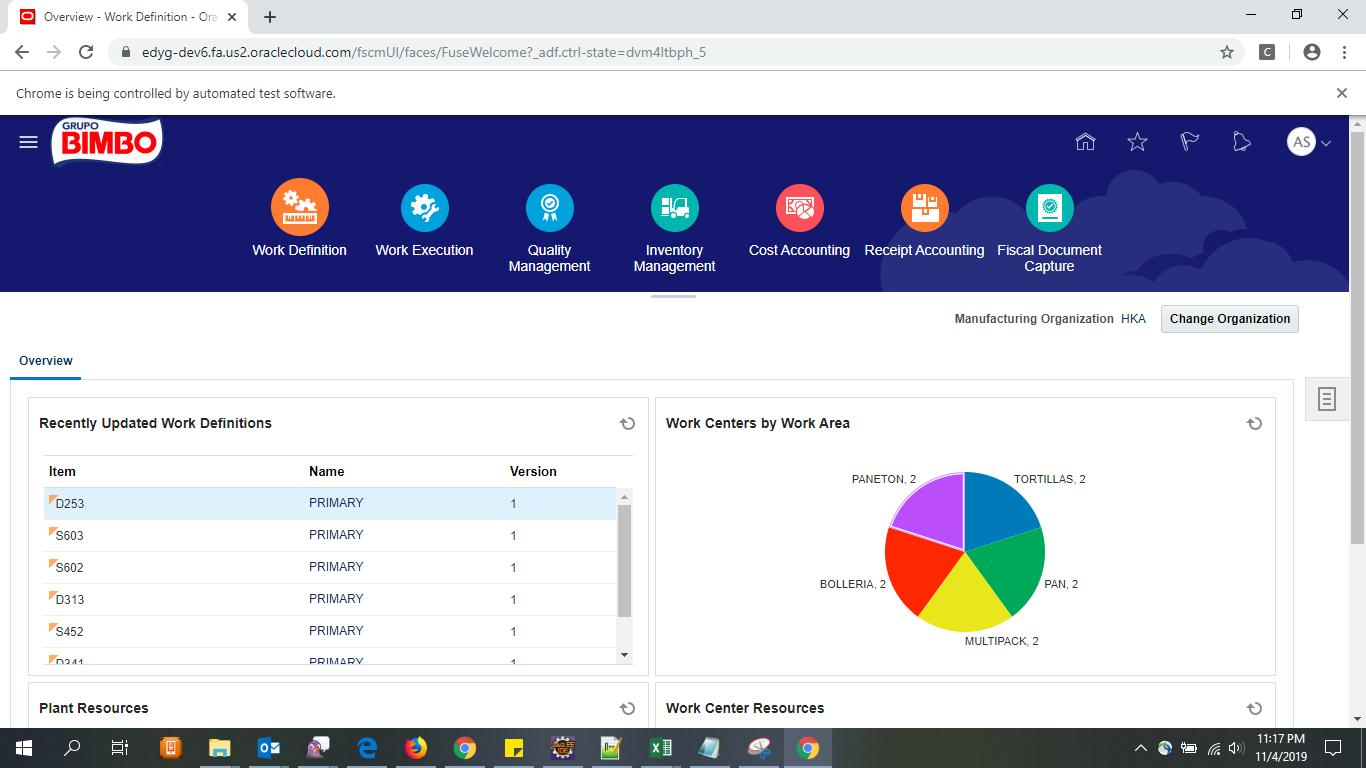 Overview - Work Definition - Ora
edyg-dev6.fa.us2.oraclecloud.com/fscmUI/faces/FuseWelcome?_adf.ctrl-state=dvm4ltbph_5
C
Chrome is being controlled by automated test software.
GRUPO
BIMBO
AS
Work Definition
Work Execution
Quality
Management
Inventory
Management
Cost Accounting
Receipt Accounting
Fiscal Document
Capture
Manufacturing Organization HKA
Change Organization
Overview
Recently Updated Work Definitions
Item Name Version
D253 PRIMARY 1
S603 PRIMARY 1
S602 PRIMARY 1
D313 PRIMARY 1
S452 PRIMARY 1
D341 PRIMARY 1
Work Centers by Work Area
PANETON, 2
TORTILLAS, 2
BOLLERIA, 2
PAN, 2
MULTIPACK, 2
Plant Resources
Work Center Resources
11:17 PM
11/4/2019